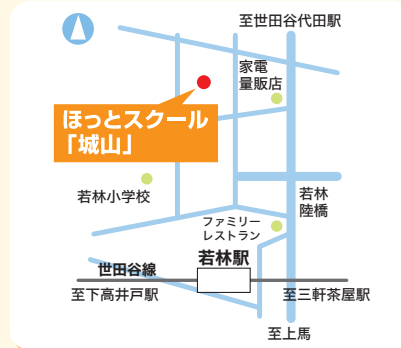 至世田谷代田駅
家電
量販店
ほっとスクール
「城山」
若林小学校
若林
陸橋
ファミリー
レストラン
若林駅
世田谷線
至下高井戸駅
至三軒茶屋駅
至上馬